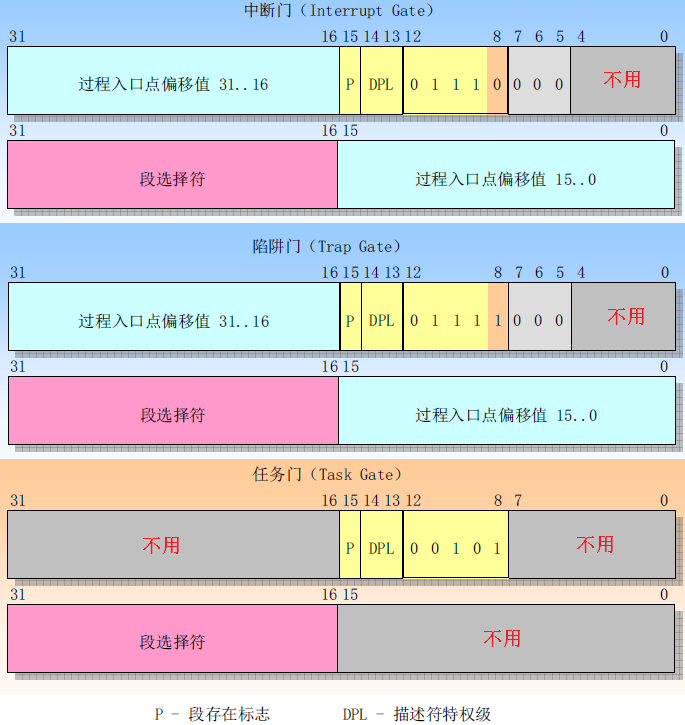 中断门（Interrupt Gate）
31 16 15 14 13 12 8 7 6 5 4 0
过程入口点偏移值 31..16 P DPL 0 1 1 1 0 0 0 0 不用
31 16 15 0
段选择符 过程入口点偏移值 15..0
陷阱门（Trap Gate）
31 16 15 14 13 12 8 7 6 5 4 0
过程入口点偏移值 31..16 P DPL 0 1 1 1 1 0 0 0 不用
31 16 15 0
段选择符 过程入口点偏移值 15..0
任务门（Task Gate）
31 16 15 14 13 12 8 7 0
不用 P DPL 0 0 1 0 1 不用
31 16 15 0
段选择符 不用
P - 段存在标志 DPL - 描述符特权级